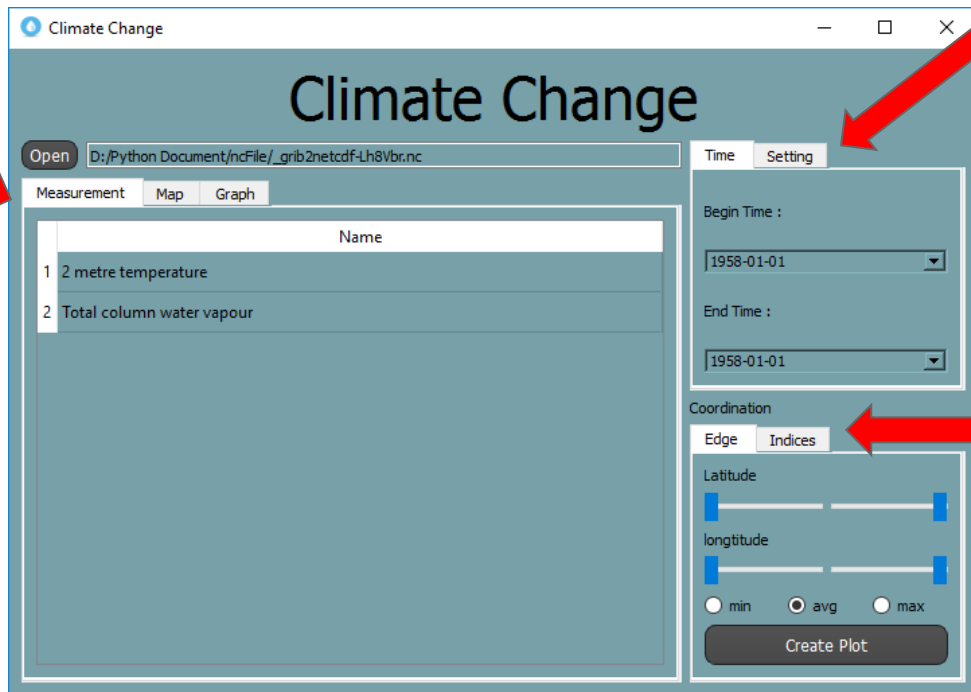 Climate Change
Climate Change
Open D:/Python Document/ncFile/_grib2netcdf-Lh8Vbr.nc
Measurement Map Graph
Name
1 2 metre temperature
2 Total column water vapour
Time Setting
Begin Time :
1958-01-01
End Time :
1958-01-01
Coordination
Edge Indices
Latitude
longtitude
min avg max
Create Plot